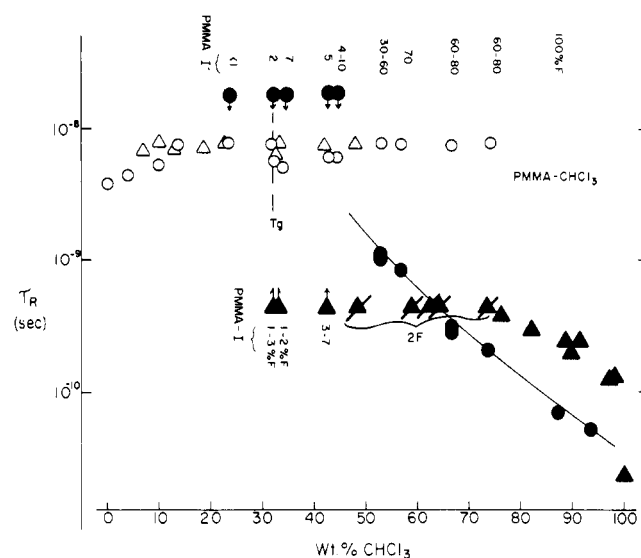 PMMA
I'
<1
2
7
5
4-10
30-60
70
60-80
60-80
100%F
10⁻⁸
PMMA-CHCl₃
Tg
10⁻⁹
τR
(sec)
PMMA-I
1-3%F
1-2%F
3-7
2F
10⁻¹⁰
0 10 20 30 40 50 60 70 80 90 100
Wt.% CHCl₃